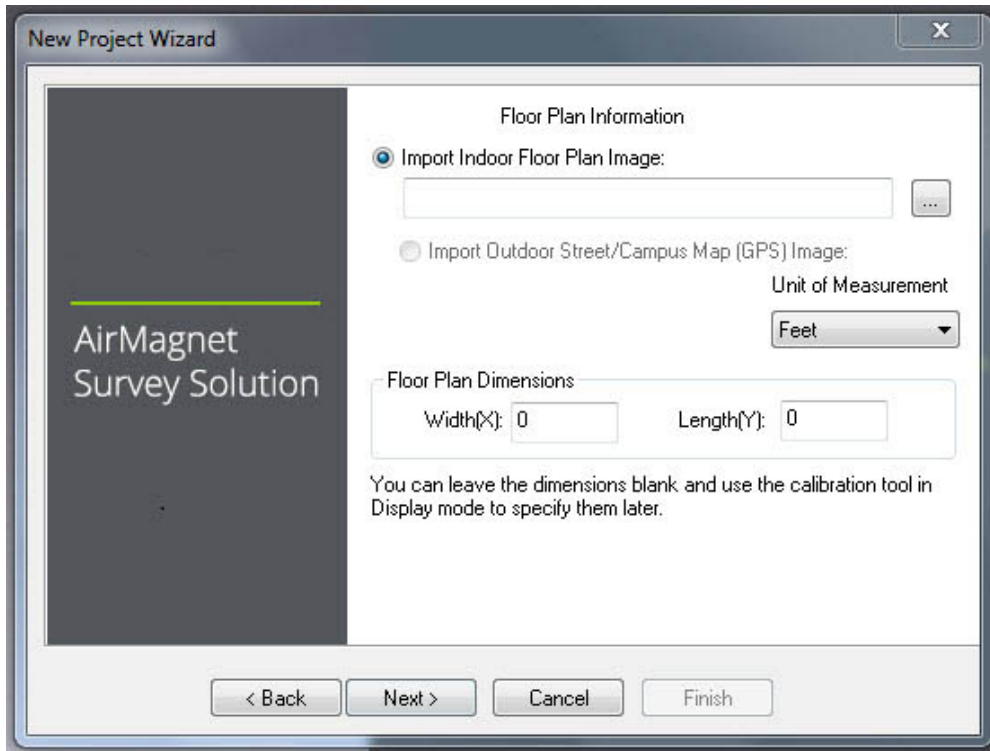 New Project Wizard
X
Floor Plan Information
Import Indoor Floor Plan Image:
...
Import Outdoor Street/Campus Map (GPS) Image:
Unit of Measurement
Feet
AirMagnet
Survey Solution
Floor Plan Dimensions
Width(X): 0 Length(Y): 0
You can leave the dimensions blank and use the calibration tool in
Display mode to specify them later.
< Back Next > Cancel Finish